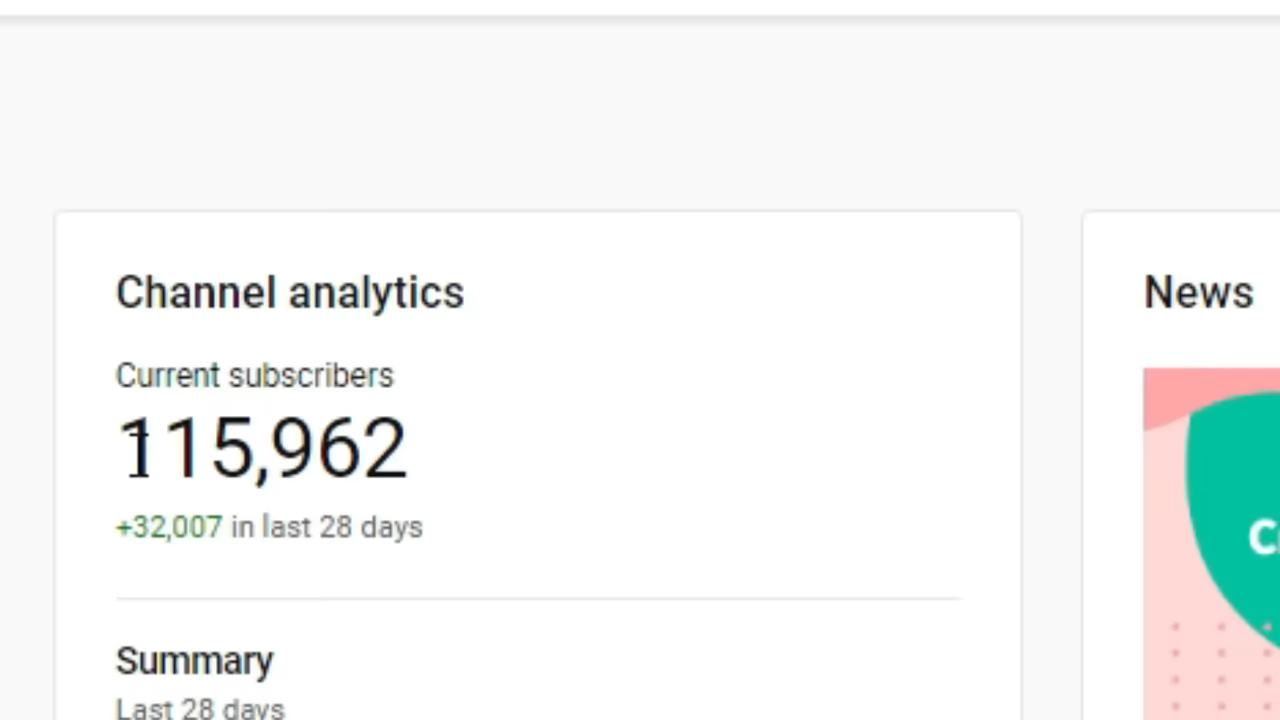 Channel analytics
Current subscribers
115,962
+32,007 in last 28 days
Summary
Last 28 days
News